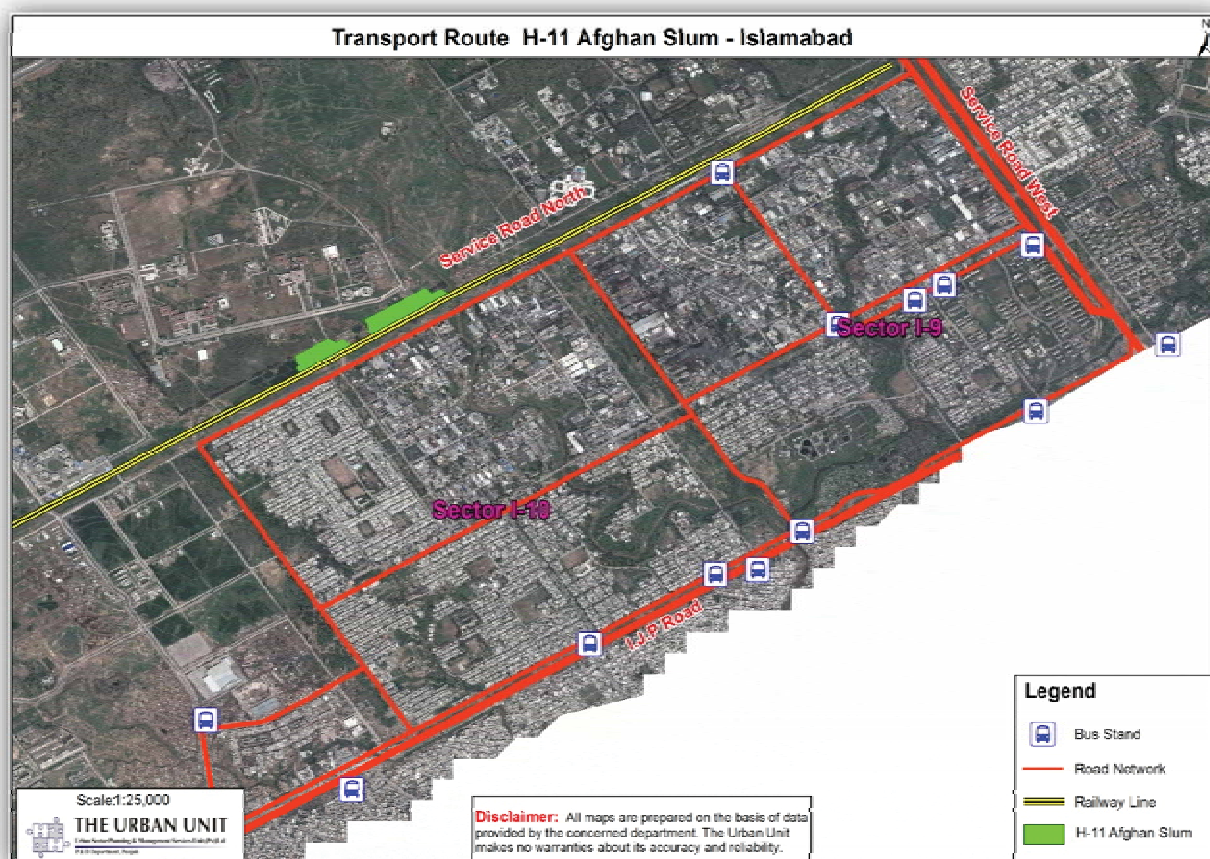 Transport Route H-11 Afghan Slum - Islamabad
N
Service Road West
Service Road North
Sector I-9
Sector I-10
I.J.P Road
Legend
Bus Stand
Road Network
Railway Line
H-11 Afghan Slum
Scale:1:25,000
THE URBAN UNIT
Disclaimer: All maps are prepared on the basis of data
provided by the concerned department. The Urban Unit
makes no warranties about its accuracy and reliability.